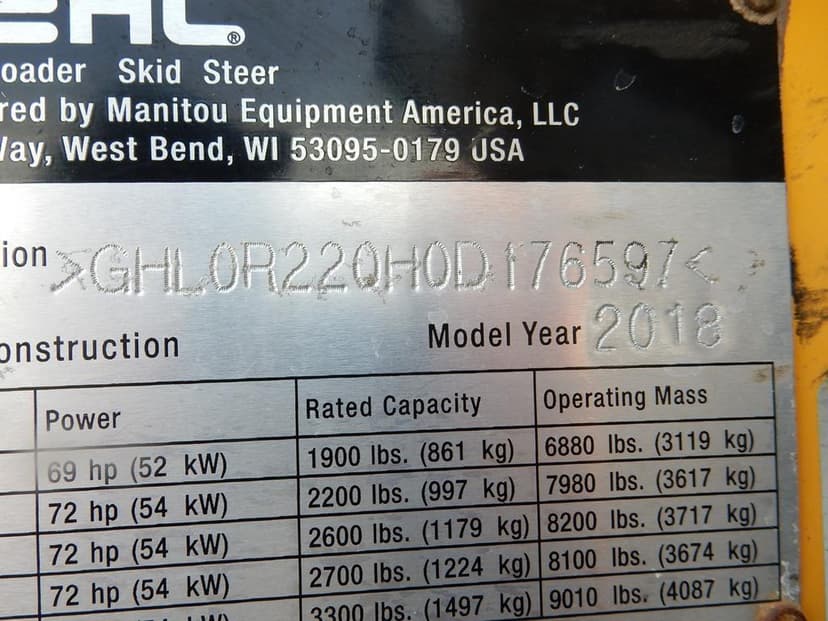 EHL®
oader Skid Steer
red by Manitou Equipment America, LLC
Way, West Bend, WI 53095-0179 USA
ion >GHL0R220H0D176597<
onstruction Model Year 2018
Power Rated Capacity Operating Mass
69 hp (52 kW) 1900 lbs. (861 kg) 6880 lbs. (3119 kg)
72 hp (54 kW) 2200 lbs. (997 kg) 7980 lbs. (3617 kg)
72 hp (54 kW) 2600 lbs. (1179 kg) 8200 lbs. (3717 kg)
72 hp (54 kW) 2700 lbs. (1224 kg) 8100 lbs. (3674 kg)
3300 lbs. (1497 kg) 9010 lbs. (4087 kg)